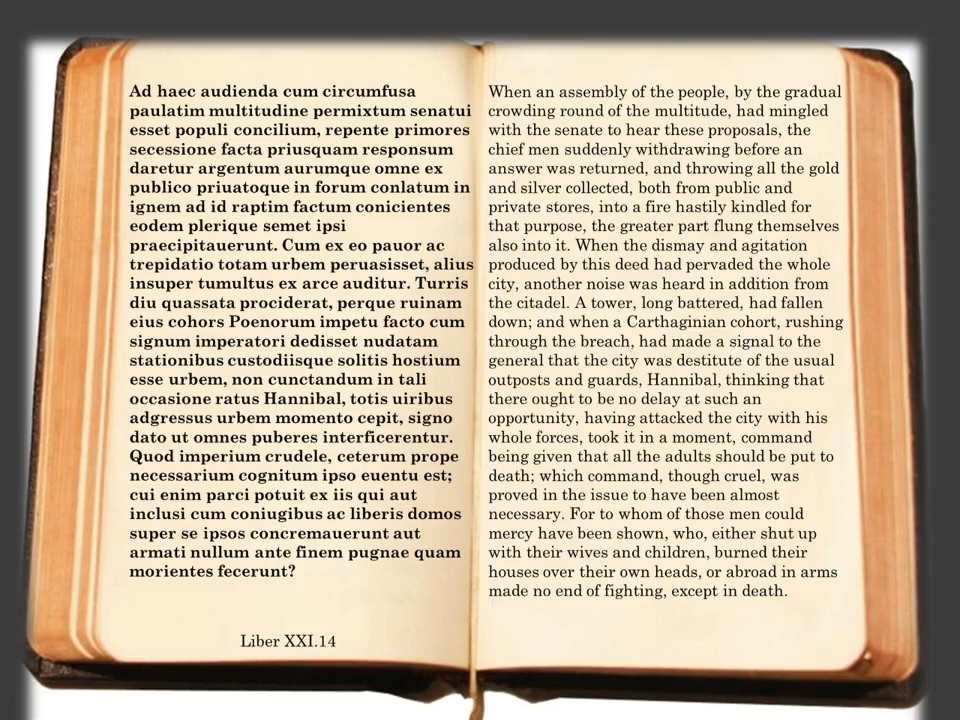 Ad haec audienda cum circumfusa
paulatim multitudine permixtum senatui
esset populi concilium, repente primores
secessione facta priusquam responsum
daretur argentum aurumque omne ex
publico priuatoque in forum conlatum in
ignem ad id raptim factum conicientes
eodem plerique semet ipsi
praecipitauerunt. Cum ex eo pauor ac
trepidatio totam urbem peruasisset, alius
insuper tumultus ex arce auditur. Turris
diu quassata prociderat, perque ruinam
eius cohors Poenorum impetu facto cum
signum imperatori dedisset nudatam
stationibus custodiisque solitis hostium
esse urbem, non cunctandum in tali
occasione ratus Hannibal, totis uiribus
adgressus urbem momento cepit, signo
dato ut omnes puberes interficerentur.
Quod imperium crudele, ceterum prope
necessarium cognitum ipso euentu est;
cui enim parci potuit ex iis qui aut
inclusi cum coniugibus ac liberis domos
super se ipsos concremauerunt aut
armati nullum ante finem pugnae quam
morientes fecerunt?
Liber XXI.14
When an assembly of the people, by the gradual
crowding round of the multitude, had mingled
with the senate to hear these proposals, the
chief men suddenly withdrawing before an
answer was returned, and throwing all the gold
and silver collected, both from public and
private stores, into a fire hastily kindled for
that purpose, the greater part flung themselves
also into it. When the dismay and agitation
produced by this deed had pervaded the whole
city, another noise was heard in addition from
the citadel. A tower, long battered, had fallen
down; and when a Carthaginian cohort, rushing
through the breach, had made a signal to the
general that the city was destitute of the usual
outposts and guards, Hannibal, thinking that
there ought to be no delay at such an
opportunity, having attacked the city with his
whole forces, took it in a moment, command
being given that all the adults should be put to
death; which command, though cruel, was
proved in the issue to have been almost
necessary. For to whom of those men could
mercy have been shown, who, either shut up
with their wives and children, burned their
houses over their own heads, or abroad in arms
made no end of fighting, except in death.